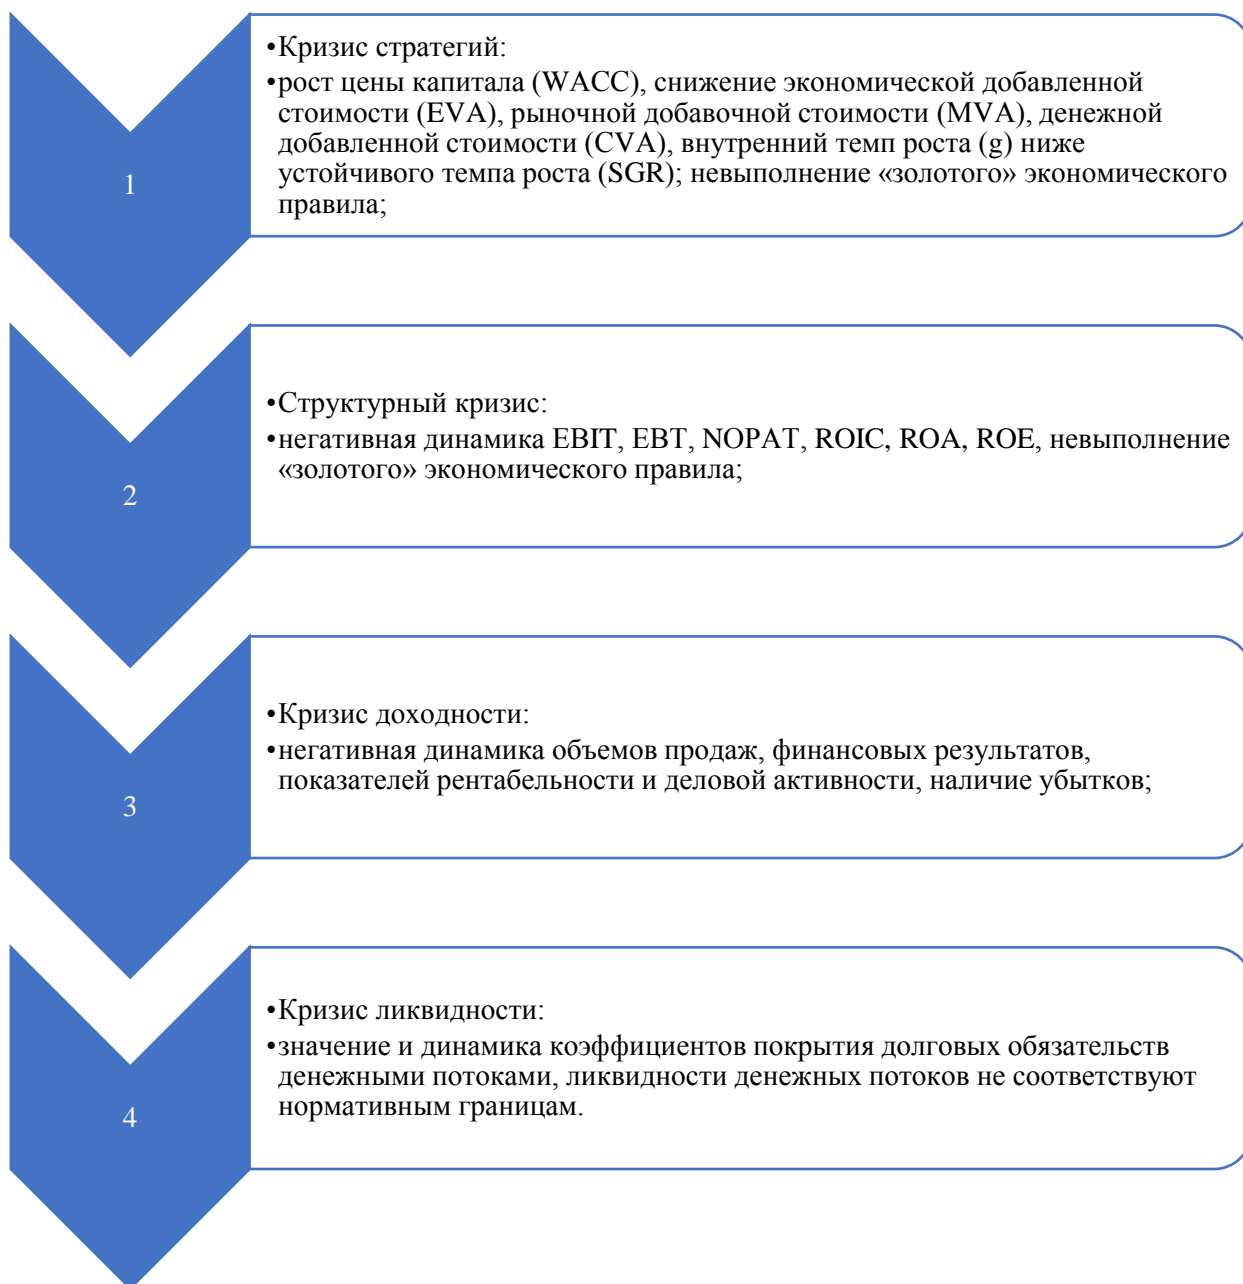 1
•Кризис стратегий:
•рост цены капитала (WACC), снижение экономической добавленной
стоимости (EVA), рыночной добавочной стоимости (MVA), денежной
добавленной стоимости (CVA), внутренний темп роста (g) ниже
устойчивого темпа роста (SGR); невыполнение «золотого» экономического
правила;
2
•Структурный кризис:
•негативная динамика EBIT, EBT, NOPAT, ROIC, ROA, ROE, невыполнение
«золотого» экономического правила;
3
•Кризис доходности:
•негативная динамика объемов продаж, финансовых результатов,
показателей рентабельности и деловой активности, наличие убытков;
4
•Кризис ликвидности:
•значение и динамика коэффициентов покрытия долговых обязательств
денежными потоками, ликвидности денежных потоков не соответствуют
нормативным границам.